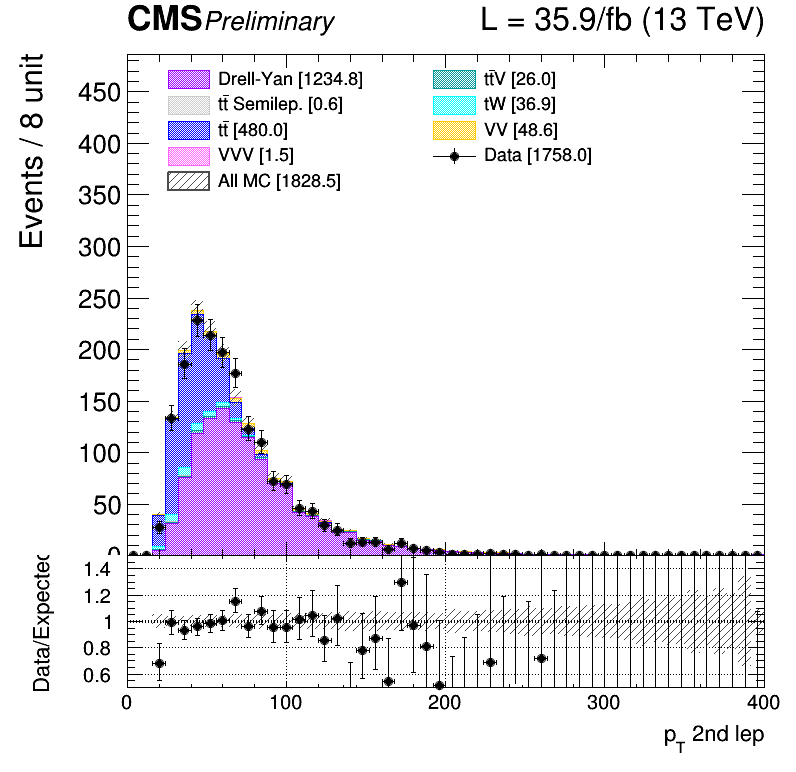 CMS Preliminary L = 35.9/fb (13 TeV)
Events / 8 unit
Drell-Yan [1234.8]
tt̄ Semilep. [0.6]
tt̄ [480.0]
VVV [1.5]
All MC [1828.5]
tt̄V [26.0]
tW [36.9]
VV [48.6]
Data [1758.0]
450
400
350
300
250
200
150
100
50
0
Data/Expected
1.4
1.2
1
0.8
0.6
0 100 200 300 400
p_T 2nd lep